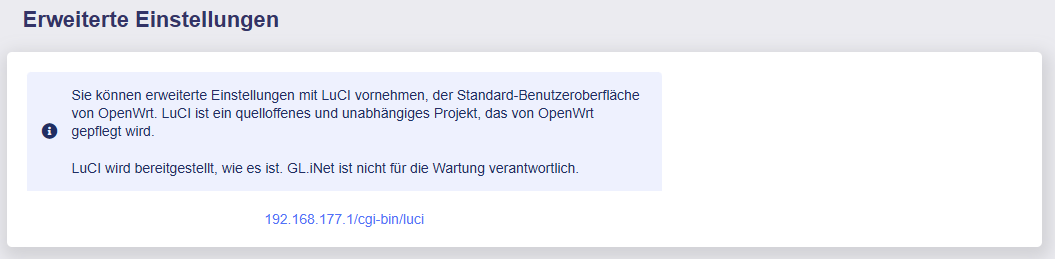 Erweiterte Einstellungen
Sie können erweiterte Einstellungen mit LuCI vornehmen, der Standard-Benutzeroberfläche
von OpenWrt. LuCI ist ein quelloffenes und unabhängiges Projekt, das von OpenWrt
gepflegt wird.
LuCI wird bereitgestellt, wie es ist. GL.iNet ist nicht für die Wartung verantwortlich.
192.168.177.1/cgi-bin/luci